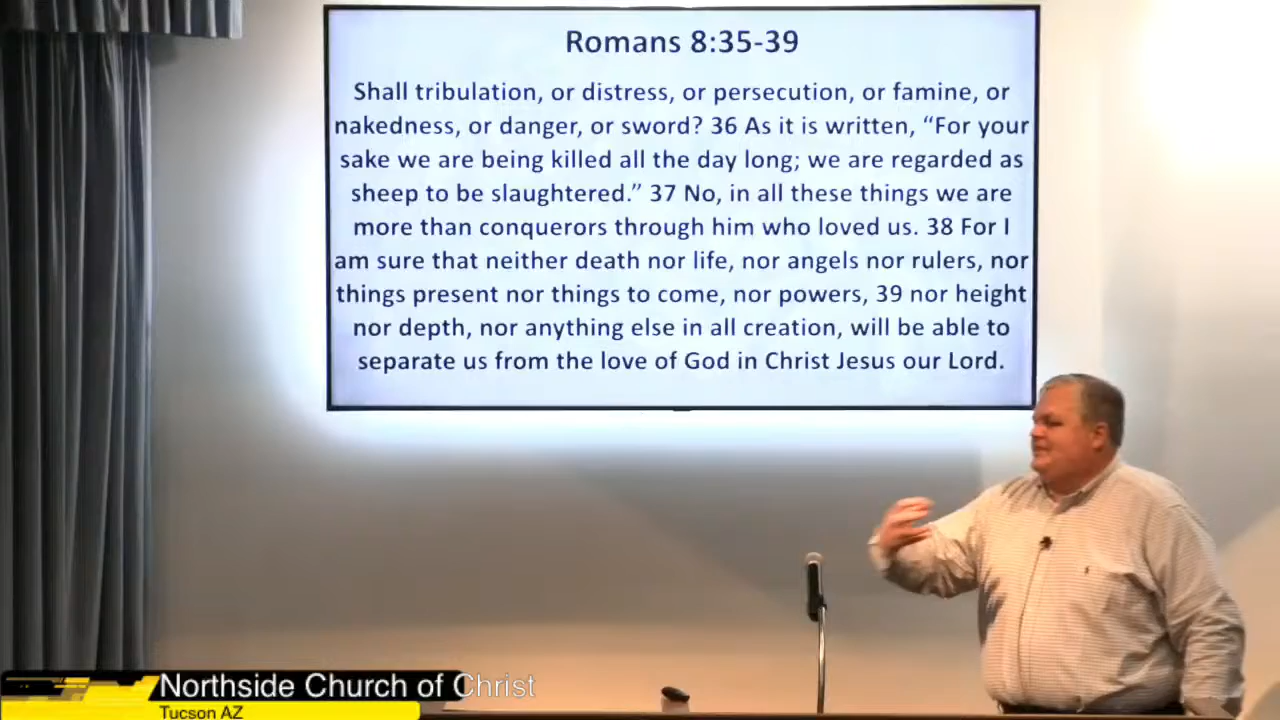 Romans 8:35-39
Shall tribulation, or distress, or persecution, or famine, or
nakedness, or danger, or sword? 36 As it is written, “For your
sake we are being killed all the day long; we are regarded as
sheep to be slaughtered.” 37 No, in all these things we are
more than conquerors through him who loved us. 38 For I
am sure that neither death nor life, nor angels nor rulers, nor
things present nor things to come, nor powers, 39 nor height
nor depth, nor anything else in all creation, will be able to
separate us from the love of God in Christ Jesus our Lord.
Northside Church of Christ
Tucson AZ